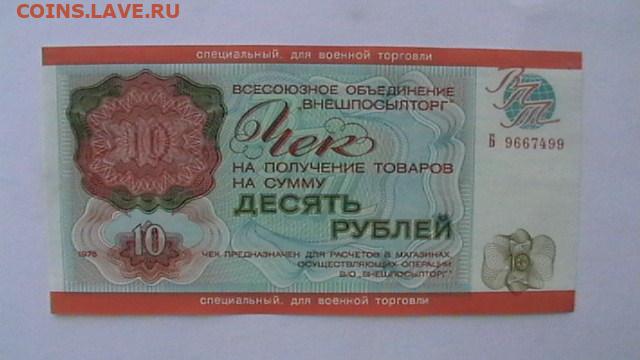 COINS.LAVE.RU
специальный. для военной торговли
ВСЕСОЮЗНОЕ ОБЪЕДИНЕНИЕ
„ВНЕШПОСЫЛТОРГ"
ВПТ
Чек
Б 9667499
НА ПОЛУЧЕНИЕ ТОВАРОВ
НА СУММУ
ДЕСЯТЬ
РУБЛЕЙ
10
10
1976
ЧЕК ПРЕДНАЗНАЧЕН ДЛЯ РАСЧЕТОВ В МАГАЗИНАХ,
ОСУЩЕСТВЛЯЮЩИХ ОПЕРАЦИИ
В/О „ВНЕШПОСЫЛТОРГ"
специальный. для военной торговли